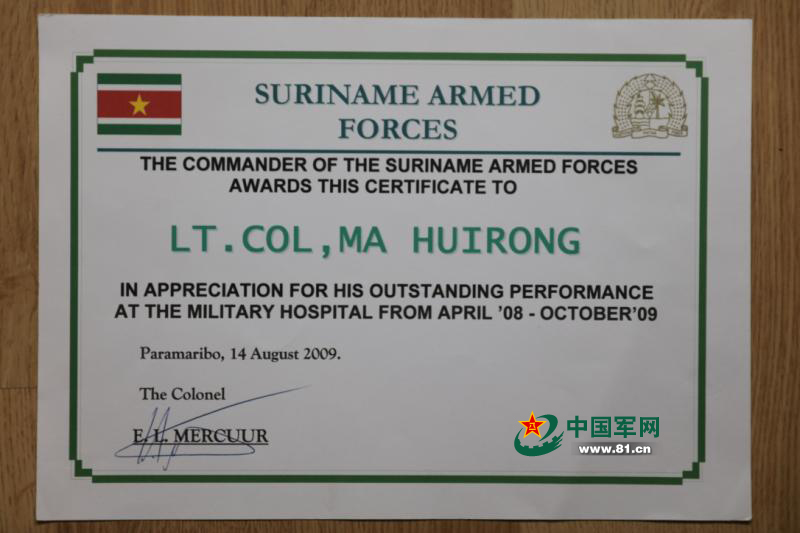 SURINAME ARMED
FORCES
THE COMMANDER OF THE SURINAME ARMED FORCES
AWARDS THIS CERTIFICATE TO
LT.COL,MA HUIRONG
IN APPRECIATION FOR HIS OUTSTANDING PERFORMANCE
AT THE MILITARY HOSPITAL FROM APRIL '08 - OCTOBER'09
Paramaribo, 14 August 2009.
The Colonel
E. L. MERCUUR
中国军网
www.81.cn